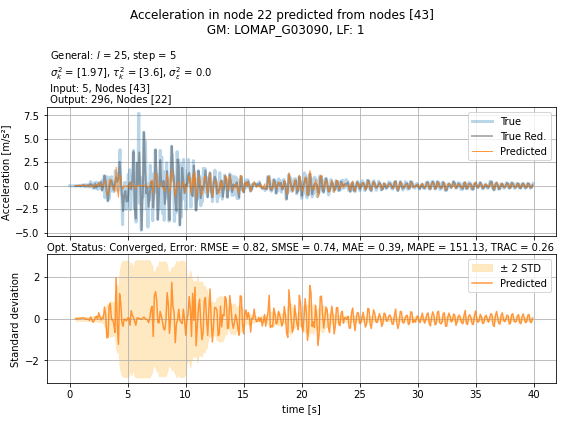 Acceleration in node 22 predicted from nodes [43]
GM: LOMAP_G03090, LF: 1
General: l = 25, step = 5
σ_k² = [1.97], τ_k² = [3.6], σ_ε² = 0.0
Input: 5, Nodes [43]
Output: 296, Nodes [22]
7.5
5.0
2.5
0.0
−2.5
−5.0
Acceleration [m/s²]
True
True Red.
Predicted
Opt. Status: Converged, Error: RMSE = 0.82, SMSE = 0.74, MAE = 0.39, MAPE = 151.13, TRAC = 0.26
2
0
−2
Standard deviation
± 2 STD
Predicted
0 5 10 15 20 25 30 35 40
time [s]